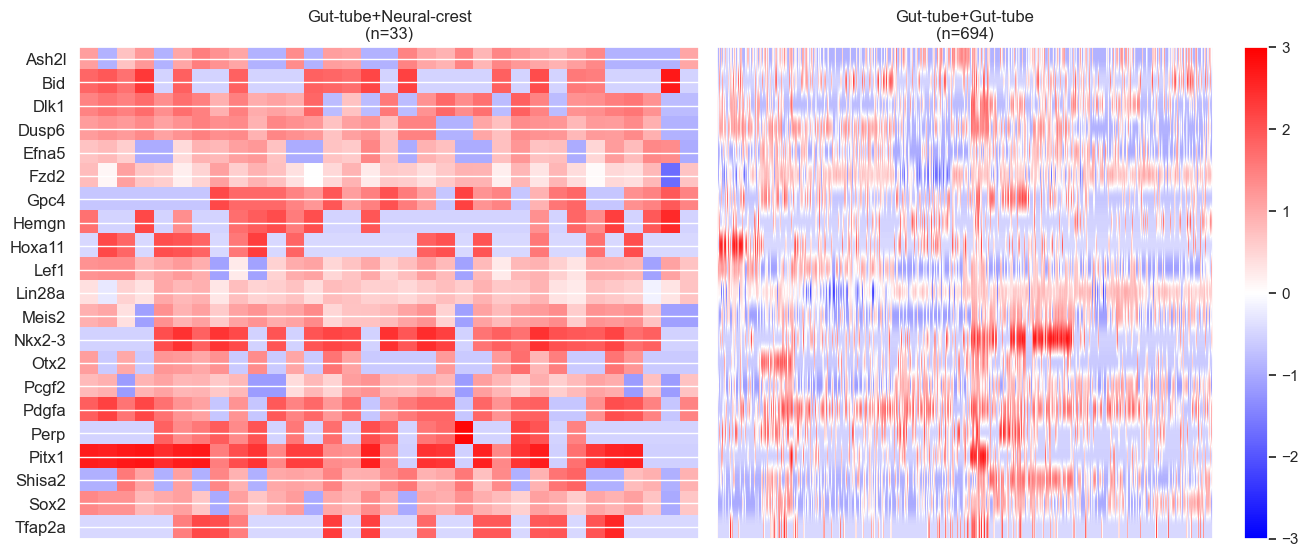 Gut-tube+Neural-crest
(n=33)
Gut-tube+Gut-tube
(n=694)
Ash2l
Bid
Dlk1
Dusp6
Efna5
Fzd2
Gpc4
Hemgn
Hoxa11
Lef1
Lin28a
Meis2
Nkx2-3
Otx2
Pcgf2
Pdgfa
Perp
Pitx1
Shisa2
Sox2
Tfap2a
3
2
1
0
−1
−2
−3